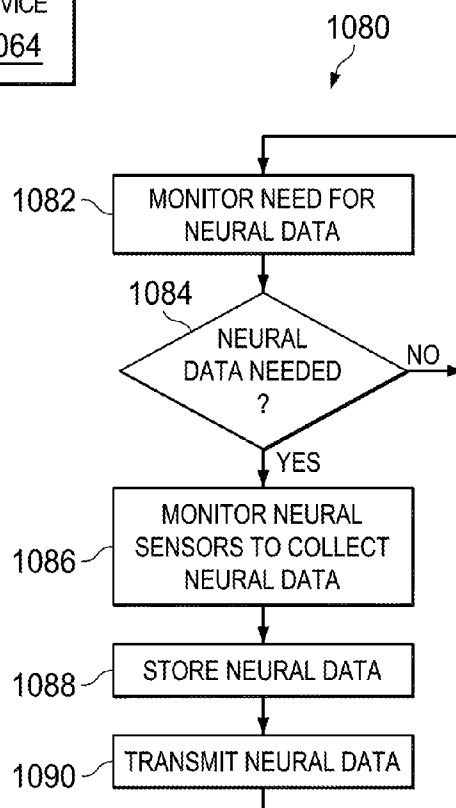 064
1080
1082
MONITOR NEED FOR
NEURAL DATA
1084
NEURAL
DATA NEEDED
?
NO
YES
1086
MONITOR NEURAL
SENSORS TO COLLECT
NEURAL DATA
1088
STORE NEURAL DATA
1090
TRANSMIT NEURAL DATA